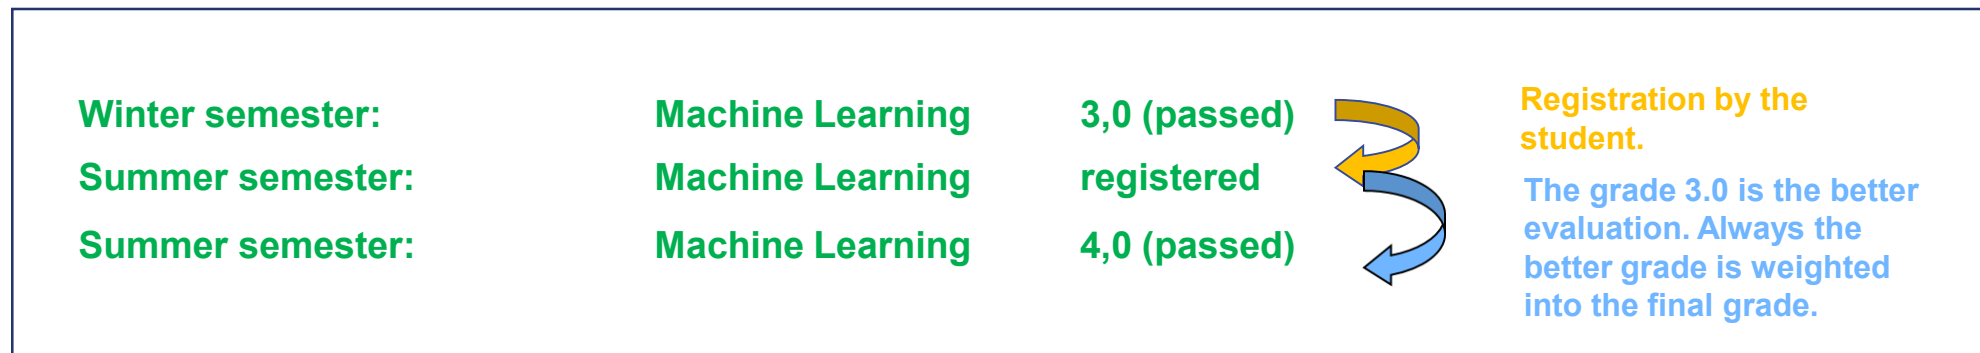 Winter semester: Machine Learning 3,0 (passed)
Summer semester: Machine Learning registered
Summer semester: Machine Learning 4,0 (passed)
Registration by the
student.
The grade 3.0 is the better
evaluation. Always the
better grade is weighted
into the final grade.